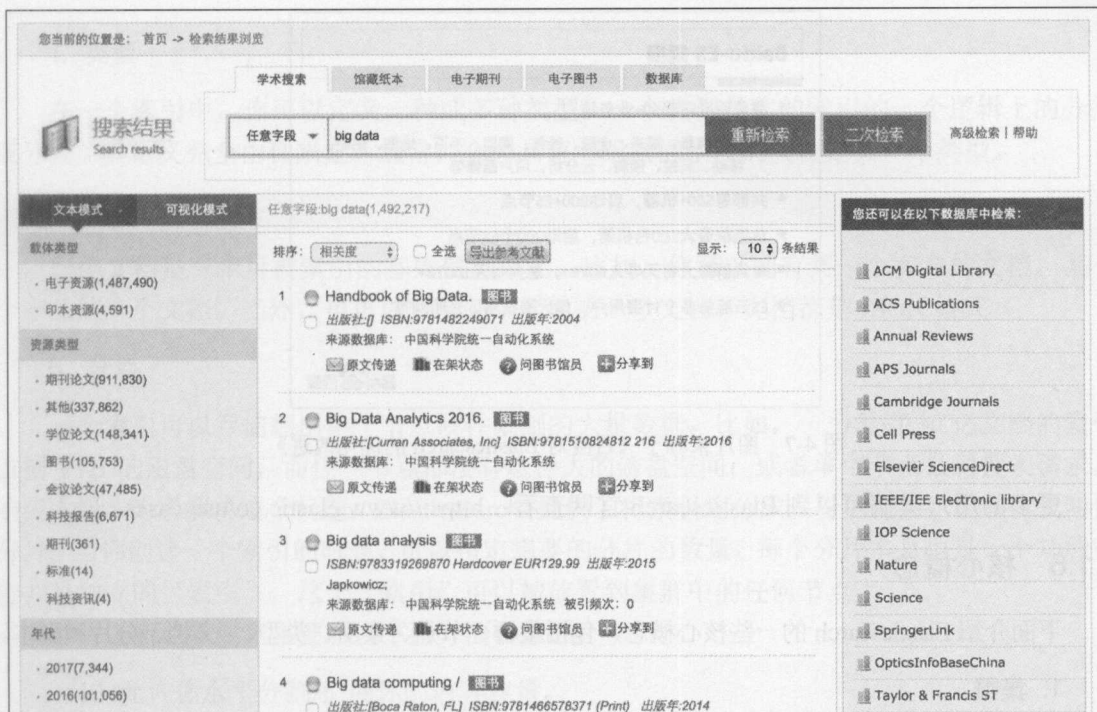 您当前的位置是： 首页 -> 检索结果浏览
学术搜索 馆藏纸本 电子期刊 电子图书 数据库
搜索结果
Search results
任意字段 big data 重新检索 二次检索 高级检索 | 帮助
文本模式 可视化模式
载体类型
· 电子资源(1,487,490)
· 印本资源(4,591)
资源类型
· 期刊论文(911,830)
· 其他(337,862)
· 学位论文(148,341)
· 图书(105,753)
· 会议论文(47,485)
· 科技报告(6,671)
· 期刊(361)
· 标准(14)
· 科技资讯(4)
年代
· 2017(7,344)
· 2016(101,056)
任意字段:big data(1,492,217)
排序： 相关度 全选 导出参考文献 显示： 10 条结果
1 Handbook of Big Data. 图书
出版社:[] ISBN:9781482249071 出版年:2004
来源数据库： 中国科学院统一自动化系统
原文传递 在架状态 问图书馆员 分享到
2 Big Data Analytics 2016. 图书
出版社:[Curran Associates, Inc] ISBN:9781510824812 216 出版年:2016
来源数据库： 中国科学院统一自动化系统
原文传递 在架状态 问图书馆员 分享到
3 Big data analysis 图书
ISBN:9783319269870 Hardcover EUR129.99 出版年:2015
Japkowicz;
来源数据库： 中国科学院统一自动化系统 被引频次：0
原文传递 在架状态 问图书馆员 分享到
4 Big data computing / 图书
出版社:[Boca Raton, FL] ISBN:9781466578371 (Print) 出版年:2014
您还可以在以下数据库中检索：
ACM Digital Library
ACS Publications
Annual Reviews
APS Journals
Cambridge Journals
Cell Press
Elsevier ScienceDirect
IEEE/IEE Electronic library
IOP Science
Nature
Science
SpringerLink
OpticsInfoBaseChina
Taylor & Francis ST